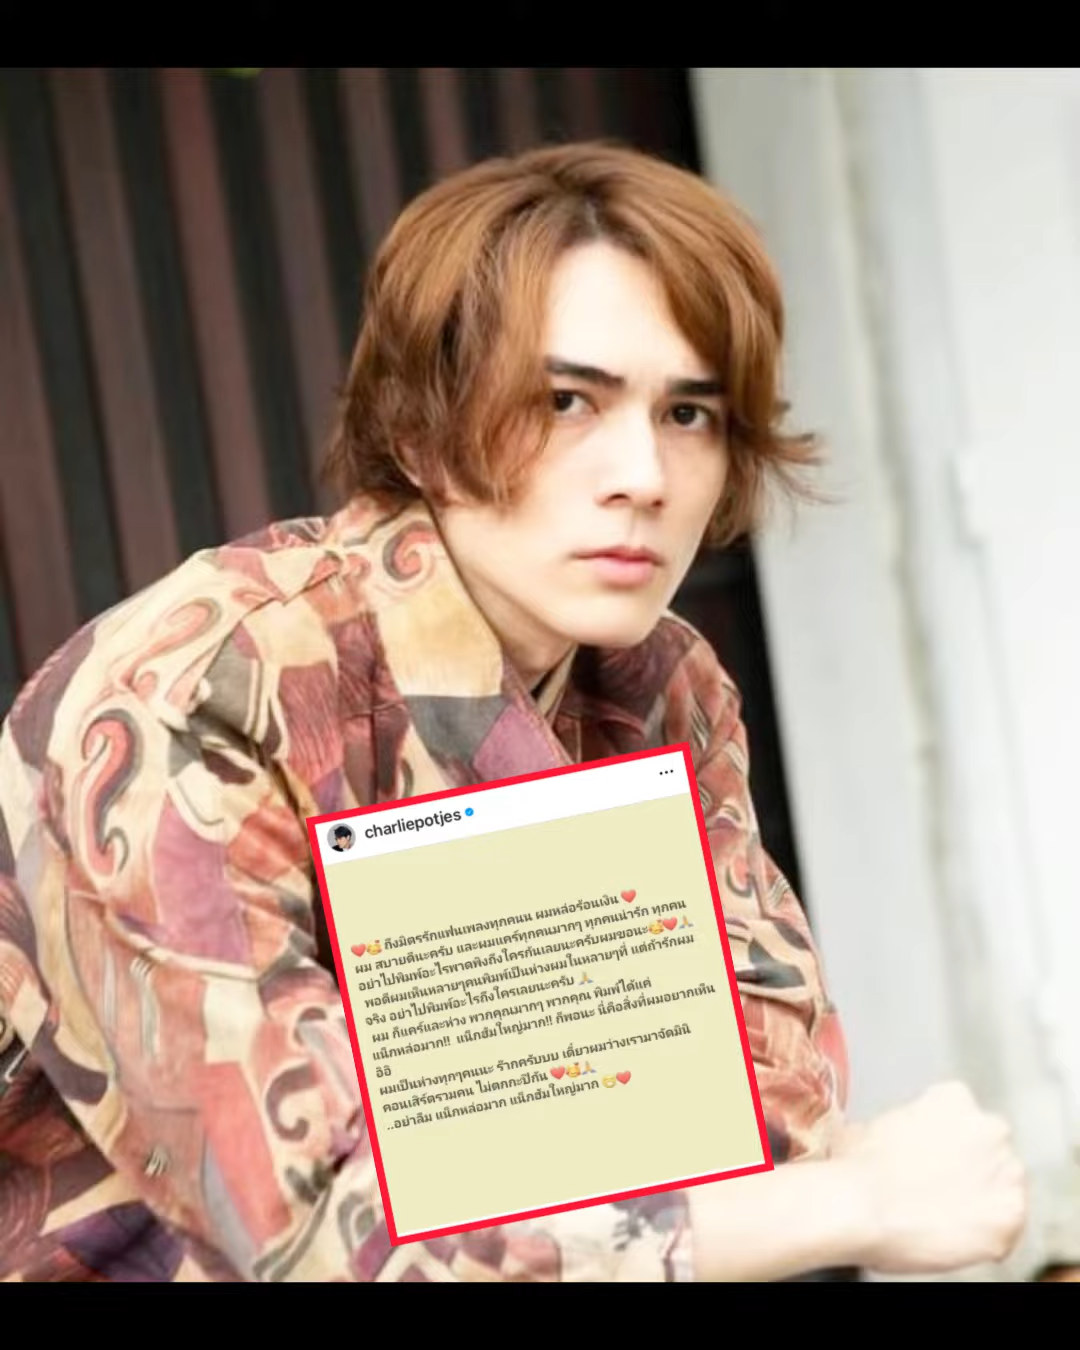 charliepotjes
❤️🥰 ถึงมิตรรักแฟนเพลงทุกคนน ผมหล่อร้อนเงิน ❤️
ผม สบายดีนะครับ และผมแคร์ทุกคนมากๆ ทุกคนน่ารัก ทุกคน
อย่าไปพิมพ์อะไรพาดพิงถึงใครกันเลยนะครับผมขอนะ🥰❤️🙏
พอดีผมเห็นหลายๆคนพิมพ์เป็นห่วงผมในหลายๆที่ แต่ถ้ารักผม
จริง อย่าไปพิมพ์อะไรถึงใครเลยนะครับ 🙏
ผม ก็แคร์และห่วง พวกคุณมากๆ พวกคุณ พิมพ์ได้แค่
แน็กหล่อมาก!! แน็กฮัมใหญ่มาก!! ก็พอนะ นี่คือสิ่งที่ผมอยากเห็น
อิอิ
ผมเป็นห่วงทุกๆคนนะ ร้ากครับบบ เดี๋ยวผมว่างเรามาจัดมินิ
คอนเสิร์ตรวมคน ไม่ตกกะปิกัน ❤️🥰🙏
..อย่าลืม แน็กหล่อมาก แน็กฮัมใหญ่มาก 😁❤️